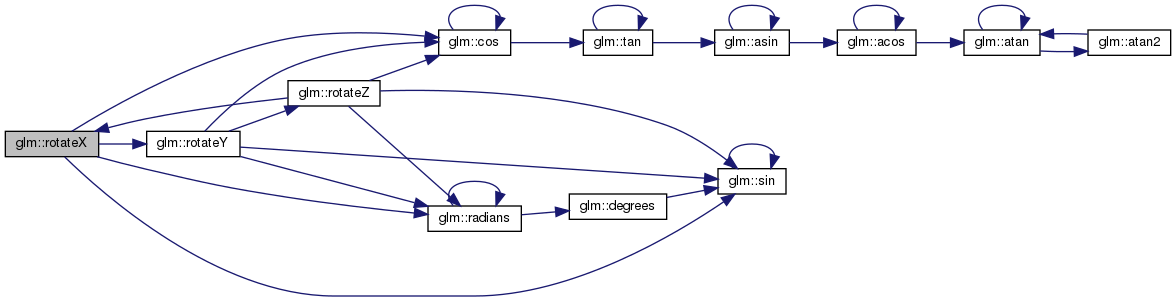 glm::cos
glm::tan
glm::asin
glm::acos
glm::atan
glm::atan2
glm::rotateZ
glm::rotateX
glm::rotateY
glm::sin
glm::degrees
glm::radians